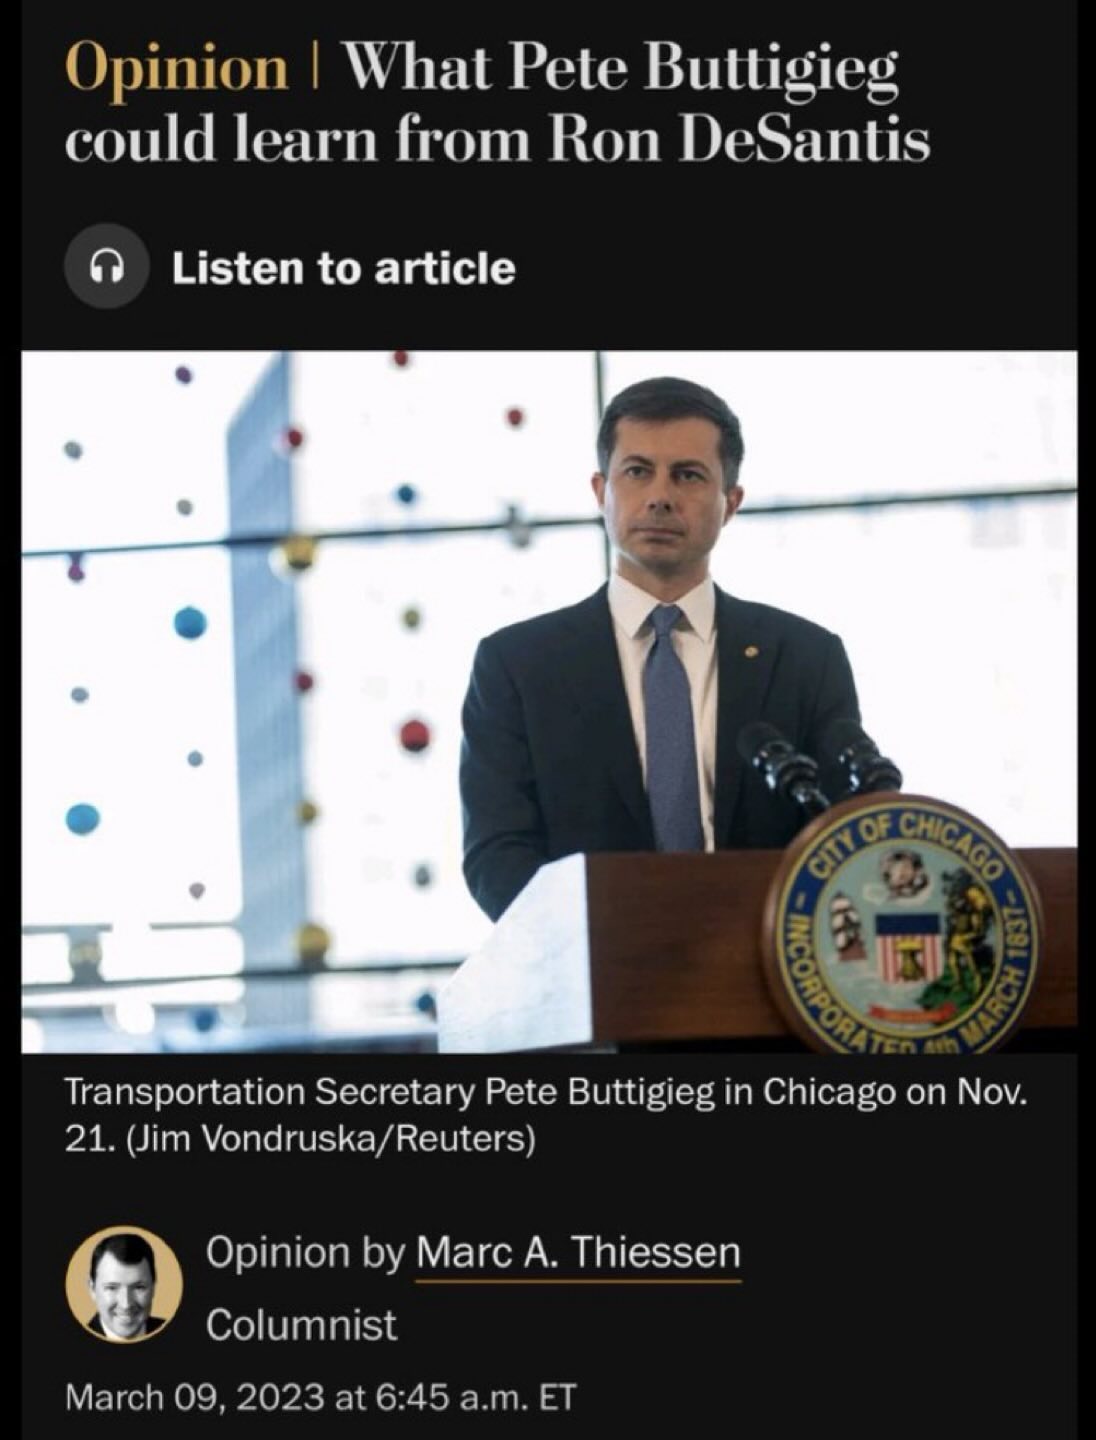 Opinion | What Pete Buttigieg
could learn from Ron DeSantis
Listen to article
CITY OF CHICAGO
INCORPORATED 4th MARCH 1837
Transportation Secretary Pete Buttigieg in Chicago on Nov.
21. (Jim Vondruska/Reuters)
Opinion by Marc A. Thiessen
Columnist
March 09, 2023 at 6:45 a.m. ET